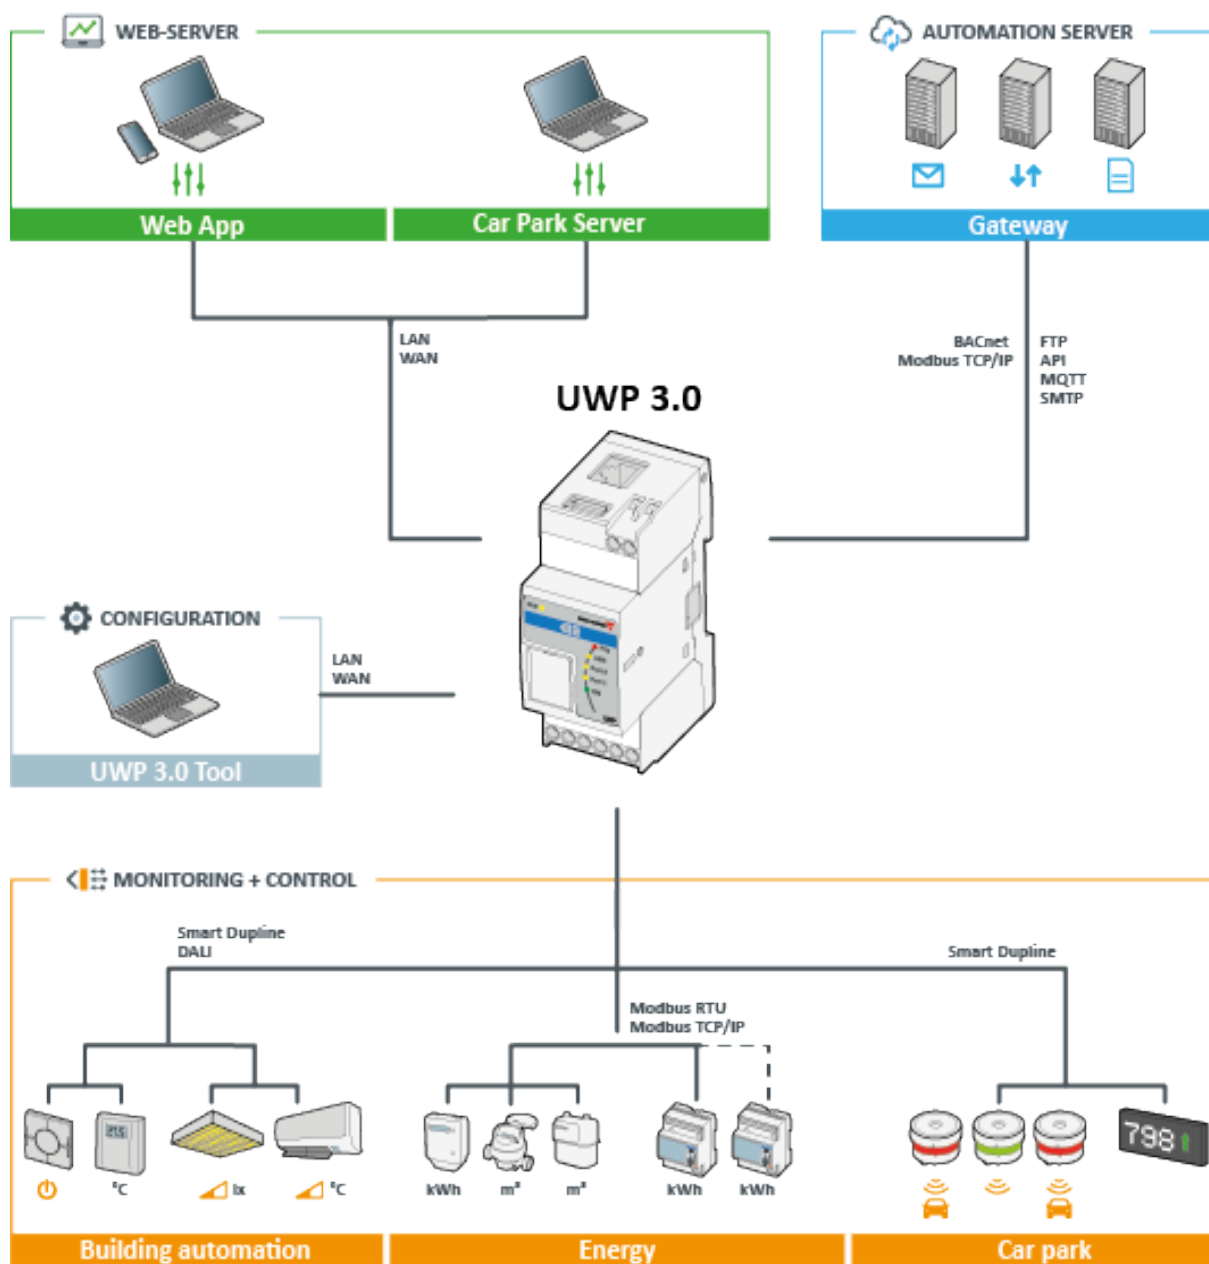 WEB-SERVER
AUTOMATION SERVER
Web App
Car Park Server
Gateway
LAN
WAN
BACnet
Modbus TCP/IP
FTP
API
MQTT
SMTP
UWP 3.0
CONFIGURATION
LAN
WAN
UWP 3.0 Tool
MONITORING + CONTROL
Smart Dupline
DALI
Smart Dupline
Modbus RTU
Modbus TCP/IP
798
°C
lx
°C
kWh
m³
m³
kWh
kWh
Building automation
Energy
Car park